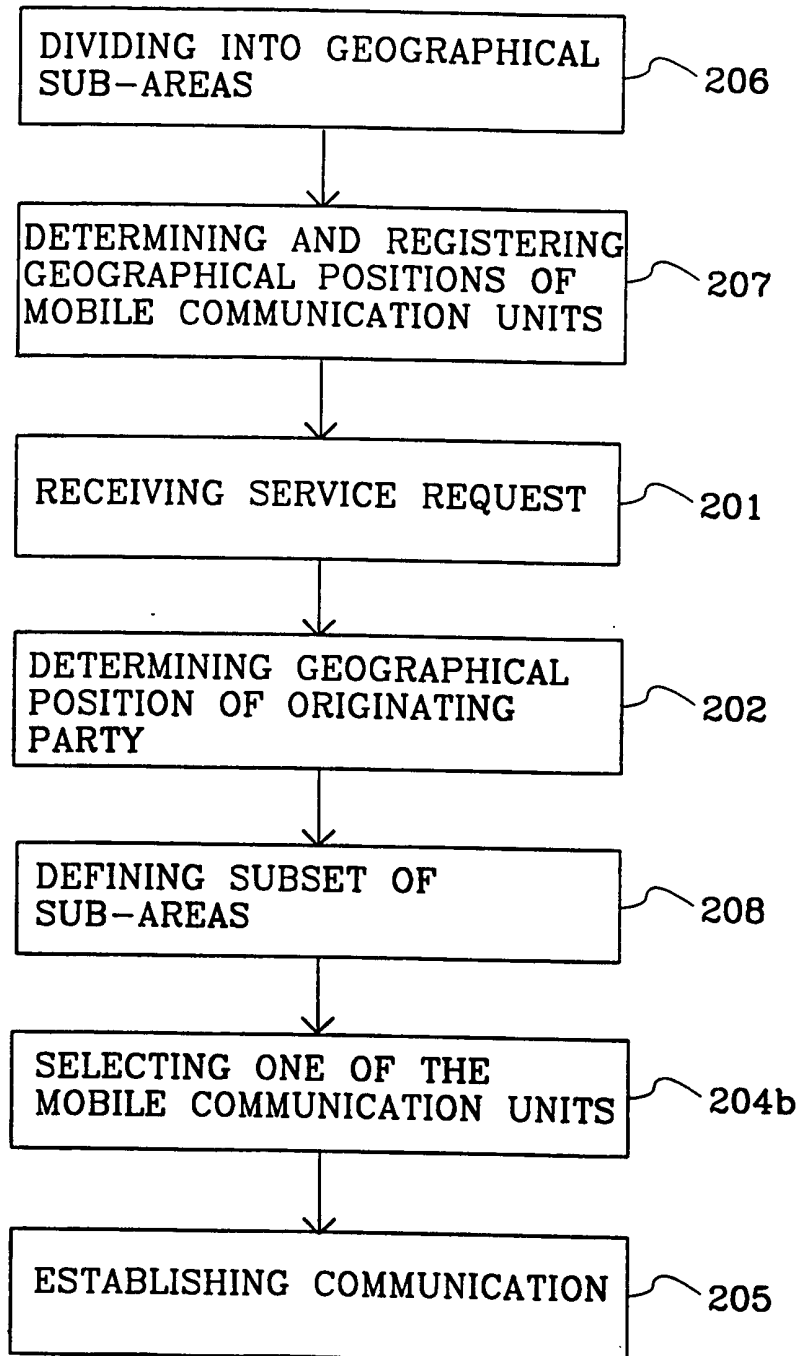 DIVIDING INTO GEOGRAPHICAL
SUB-AREAS
206
DETERMINING AND REGISTERING
GEOGRAPHICAL POSITIONS OF
MOBILE COMMUNICATION UNITS
207
RECEIVING SERVICE REQUEST
201
DETERMINING GEOGRAPHICAL
POSITION OF ORIGINATING
PARTY
202
DEFINING SUBSET OF
SUB-AREAS
208
SELECTING ONE OF THE
MOBILE COMMUNICATION UNITS
204b
ESTABLISHING COMMUNICATION
205